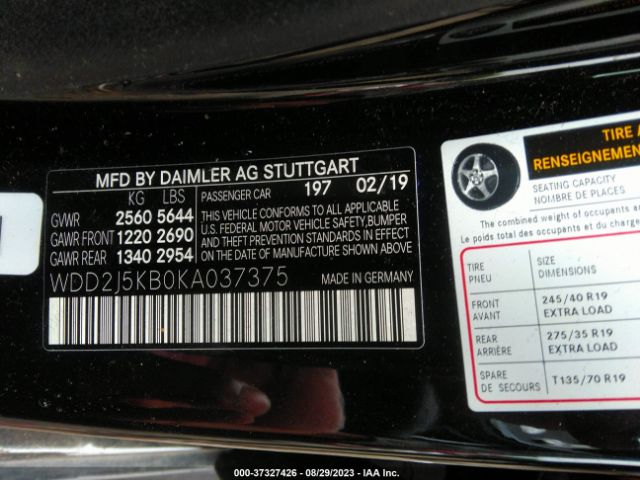 MFD BY DAIMLER AG STUTTGART
KG LBS
GVWR 2560 5644
GAWR FRONT 1220 2690
GAWR REAR 1340 2954
PASSENGER CAR 197 02/19
THIS VEHICLE CONFORMS TO ALL APPLICABLE
U.S. FEDERAL MOTOR VEHICLE SAFETY, BUMPER
AND THEFT PREVENTION STANDARDS IN EFFECT
ON THE DATE OF MANUFACTURE SHOWN ABOVE.
WDD2J5KB0KA037375
MADE IN GERMANY
TIRE
RENSEIGNEMENT
SEATING CAPACITY
NOMBRE DE PLACES
The combined weight of occupants
Le poids total des occupants et
TIRE
PNEU
SIZE
DIMENSIONS
FRONT
AVANT
245/40 R19
EXTRA LOAD
REAR
ARRIÈRE
275/35 R19
EXTRA LOAD
SPARE
DE SECOURS
T135/70 R19
000-37327426 - 08/29/2023 - IAA Inc.